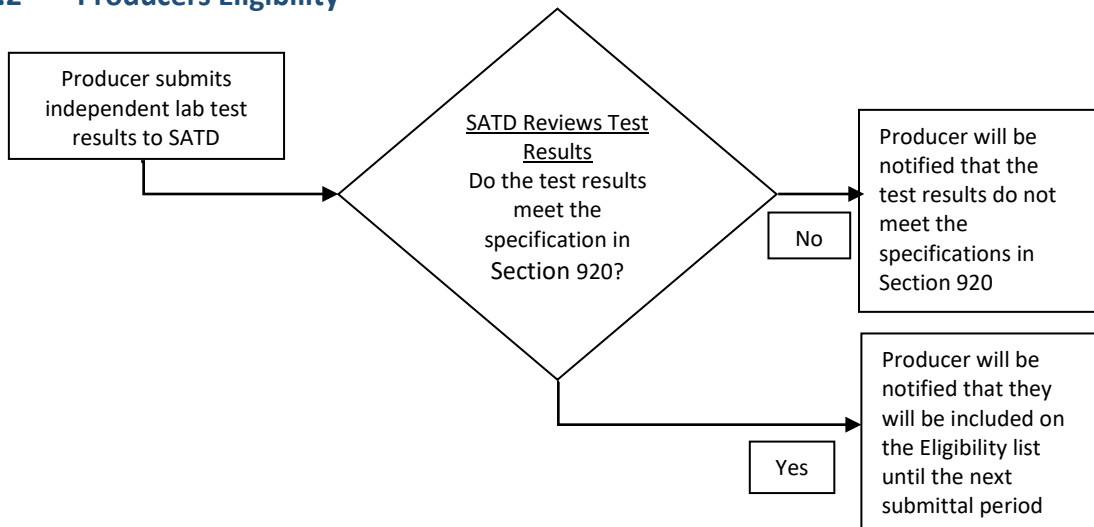 .2 Producers Eligibility
Producer submits
independent lab test
results to SATD
SATD Reviews Test
Results
Do the test results
meet the
specification in
Section 920?
No
Producer will be
notified that the
test results do not
meet the
specifications in
Section 920
Yes
Producer will be
notified that they
will be included on
the Eligibility list
until the next
submittal period